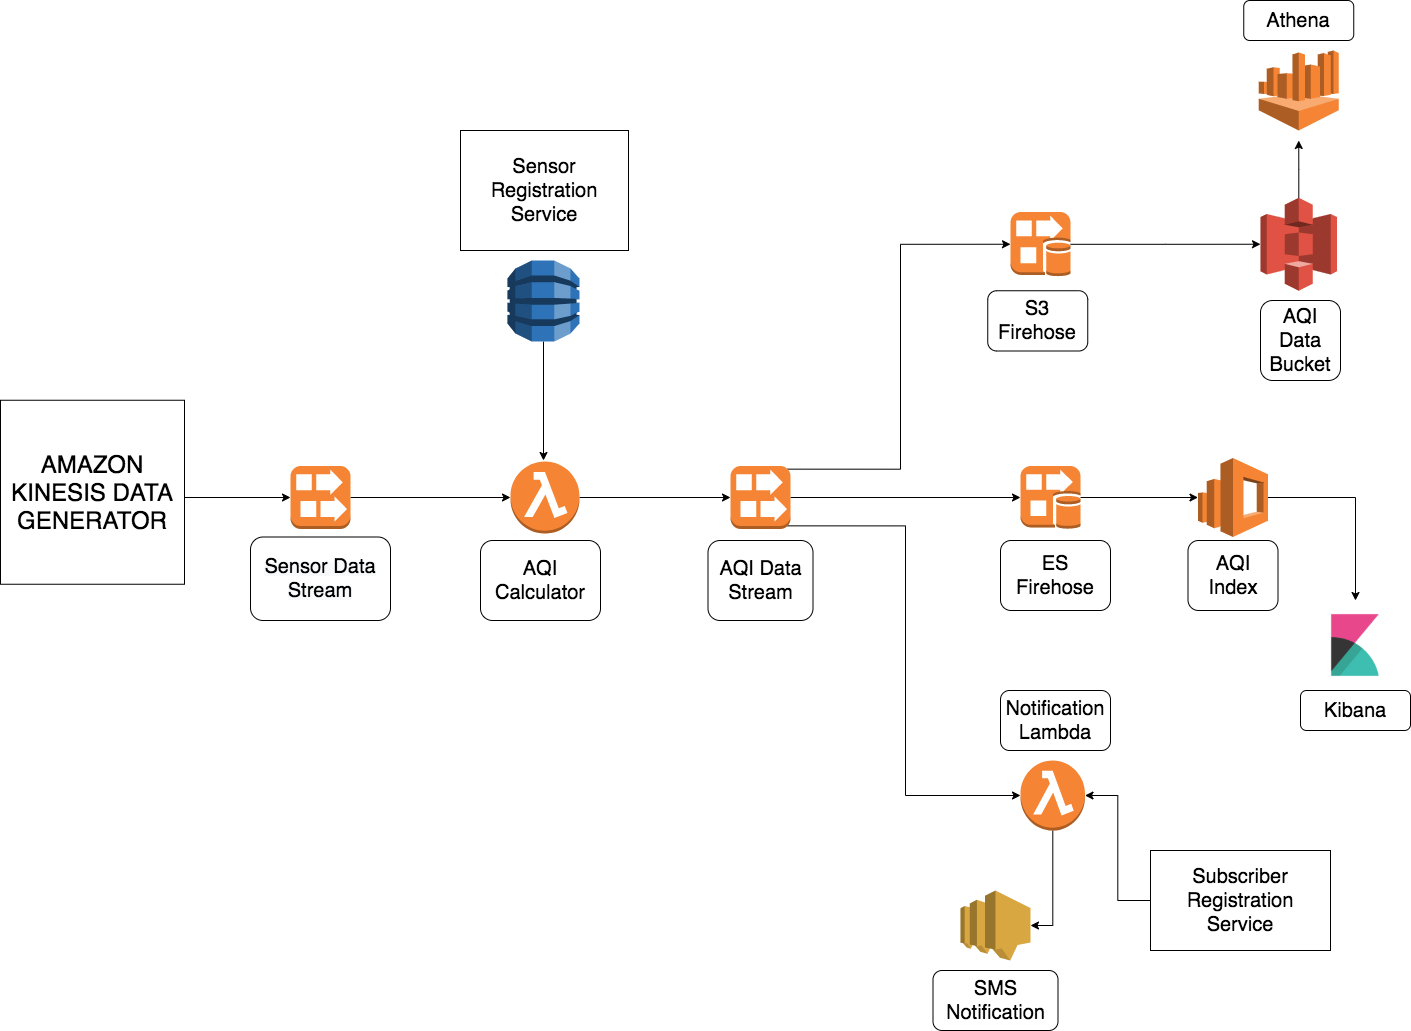 Athena
Sensor
Registration
Service
S3
Firehose
AQI
Data
Bucket
AMAZON
KINESIS DATA
GENERATOR
Sensor Data
Stream
AQI
Calculator
AQI Data
Stream
ES
Firehose
AQI
Index
Kibana
Notification
Lambda
Subscriber
Registration
Service
SMS
Notification